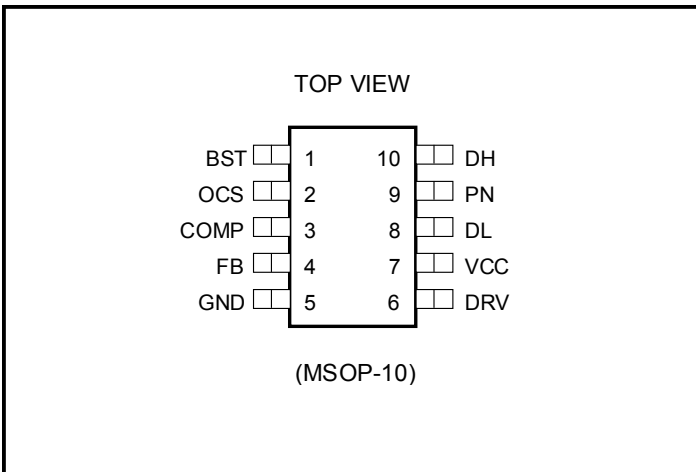 TOP VIEW
BST 1 10 DH
OCS 2 9 PN
COMP 3 8 DL
FB 4 7 VCC
GND 5 6 DRV
(MSOP-10)